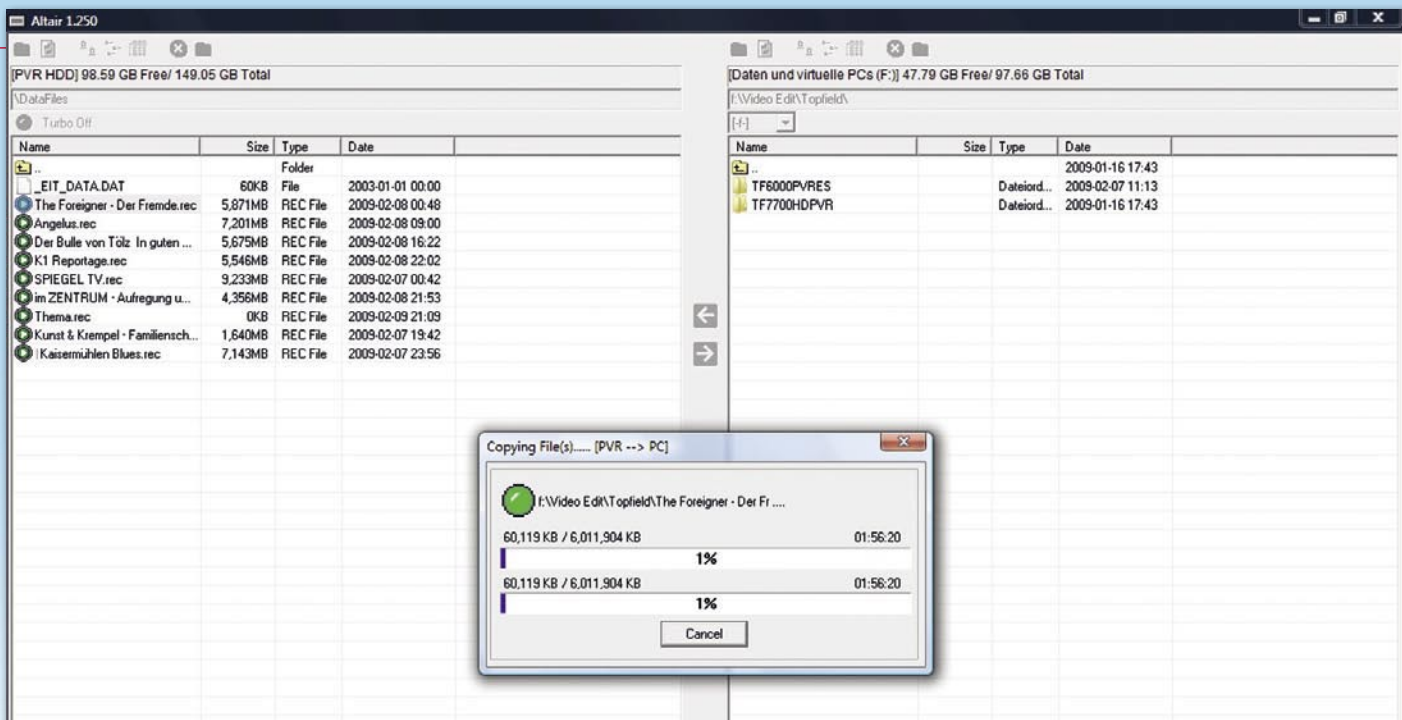 Altair 1.250
[PVR HDD] 98.59 GB Free/ 149.05 GB Total
\DataFiles
Turbo Off
Name Size Type Date
.. Folder
_EIT_DATA.DAT 60KB File 2003-01-01 00:00
The Foreigner - Der Fremde.rec 5,871MB REC File 2009-02-08 00:48
Angelus.rec 7,201MB REC File 2009-02-08 09:00
Der Bulle von Tölz In guten ... 5,675MB REC File 2009-02-08 16:22
K1 Reportage.rec 5,546MB REC File 2009-02-08 22:02
SPIEGEL TV.rec 9,233MB REC File 2009-02-07 00:42
im ZENTRUM - Aufregung u... 4,356MB REC File 2009-02-08 21:53
Thema.rec 0KB REC File 2009-02-09 21:09
Kunst & Krempel - Familiensch... 1,640MB REC File 2009-02-07 19:42
Kaisermühlen Blues.rec 7,143MB REC File 2009-02-07 23:56
[Daten und virtuelle PCs (F:)] 47.79 GB Free/ 97.66 GB Total
f:\Video Edit\Topfield\
[-f-]
Name Size Type Date
.. 2009-01-16 17:43
TF6000PVRES Dateiord... 2009-02-07 11:13
TF7700HDPVR Dateiord... 2009-01-16 17:43
Copying File(s)...... [PVR --> PC]
f:\Video Edit\Topfield\The Foreigner - Der Fr ....
60,119 KB / 6,011,904 KB 01:56:20
1%
60,119 KB / 6,011,904 KB 01:56:20
1%
Cancel